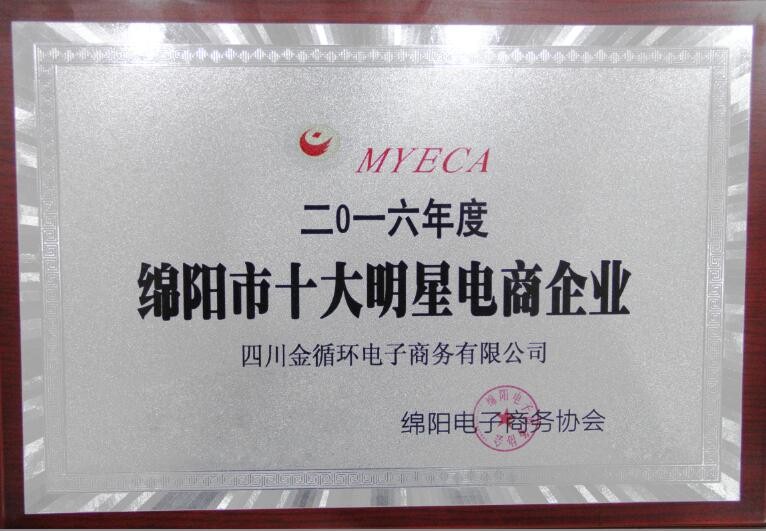 MYECA
二0一六年度
绵阳市十大明星电商企业
四川金循环电子商务有限公司
绵阳电子商务协会